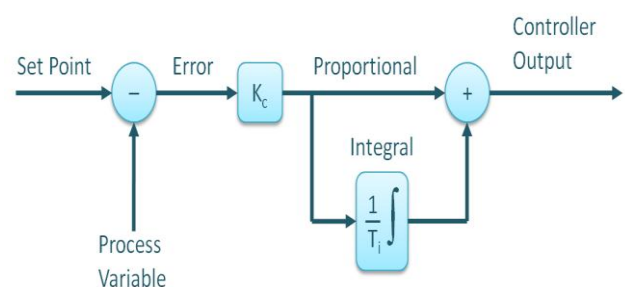 Controller
Output
Set Point
Error
Proportional
−
K_c
+
Integral
1
T_i ∫
Process
Variable